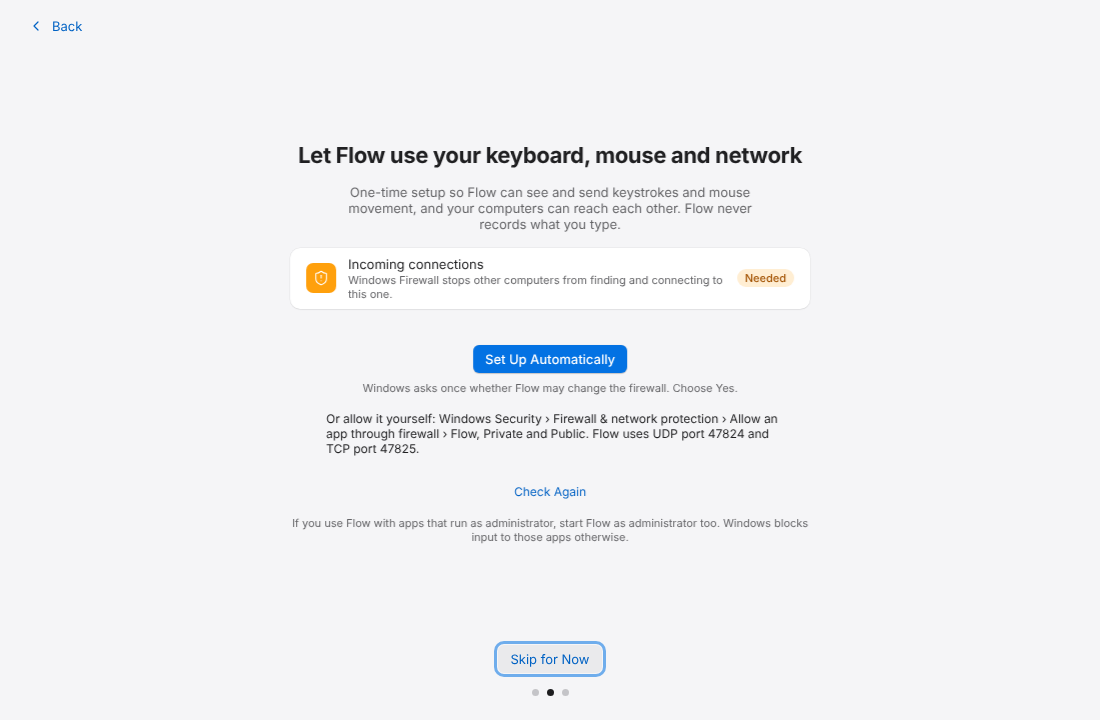 Back
Let Flow use your keyboard, mouse and network
One-time setup so Flow can see and send keystrokes and mouse
movement, and your computers can reach each other. Flow never
records what you type.
Incoming connections
Windows Firewall stops other computers from finding and connecting to
this one.
Needed
Set Up Automatically
Windows asks once whether Flow may change the firewall. Choose Yes.
Or allow it yourself: Windows Security › Firewall & network protection › Allow an
app through firewall › Flow, Private and Public. Flow uses UDP port 47824 and
TCP port 47825.
Check Again
If you use Flow with apps that run as administrator, start Flow as administrator too. Windows blocks
input to those apps otherwise.
Skip for Now